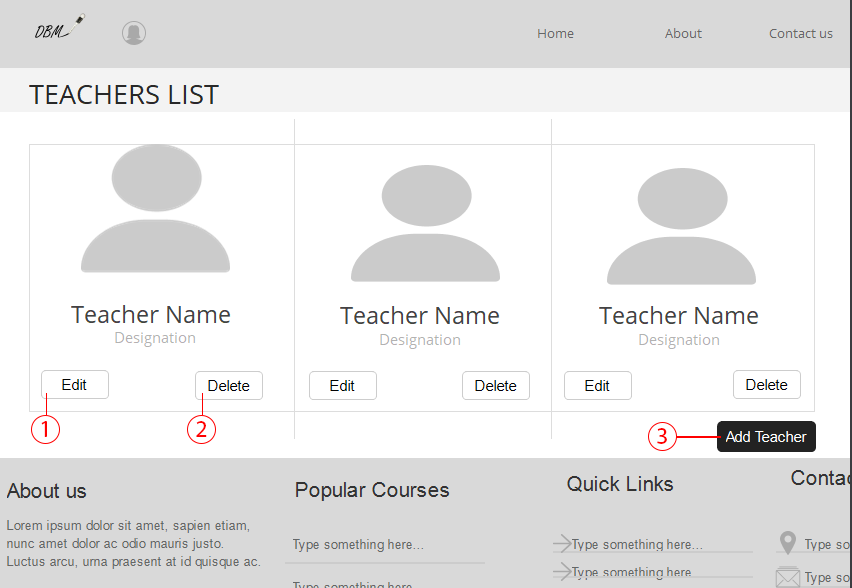 DBM
Home
About
Contact us
TEACHERS LIST
Teacher Name
Designation
Edit
Delete
Teacher Name
Designation
Edit
Delete
Teacher Name
Designation
Edit
Delete
1
2
3
Add Teacher
About us
Lorem ipsum dolor sit amet, sapien etiam,
nunc amet dolor ac odio mauris justo.
Luctus arcu, urna praesent at id quisque ac.
Popular Courses
Type something here...
Type something here
Quick Links
Type something here...
Type something here
Contac
Type so
Type so